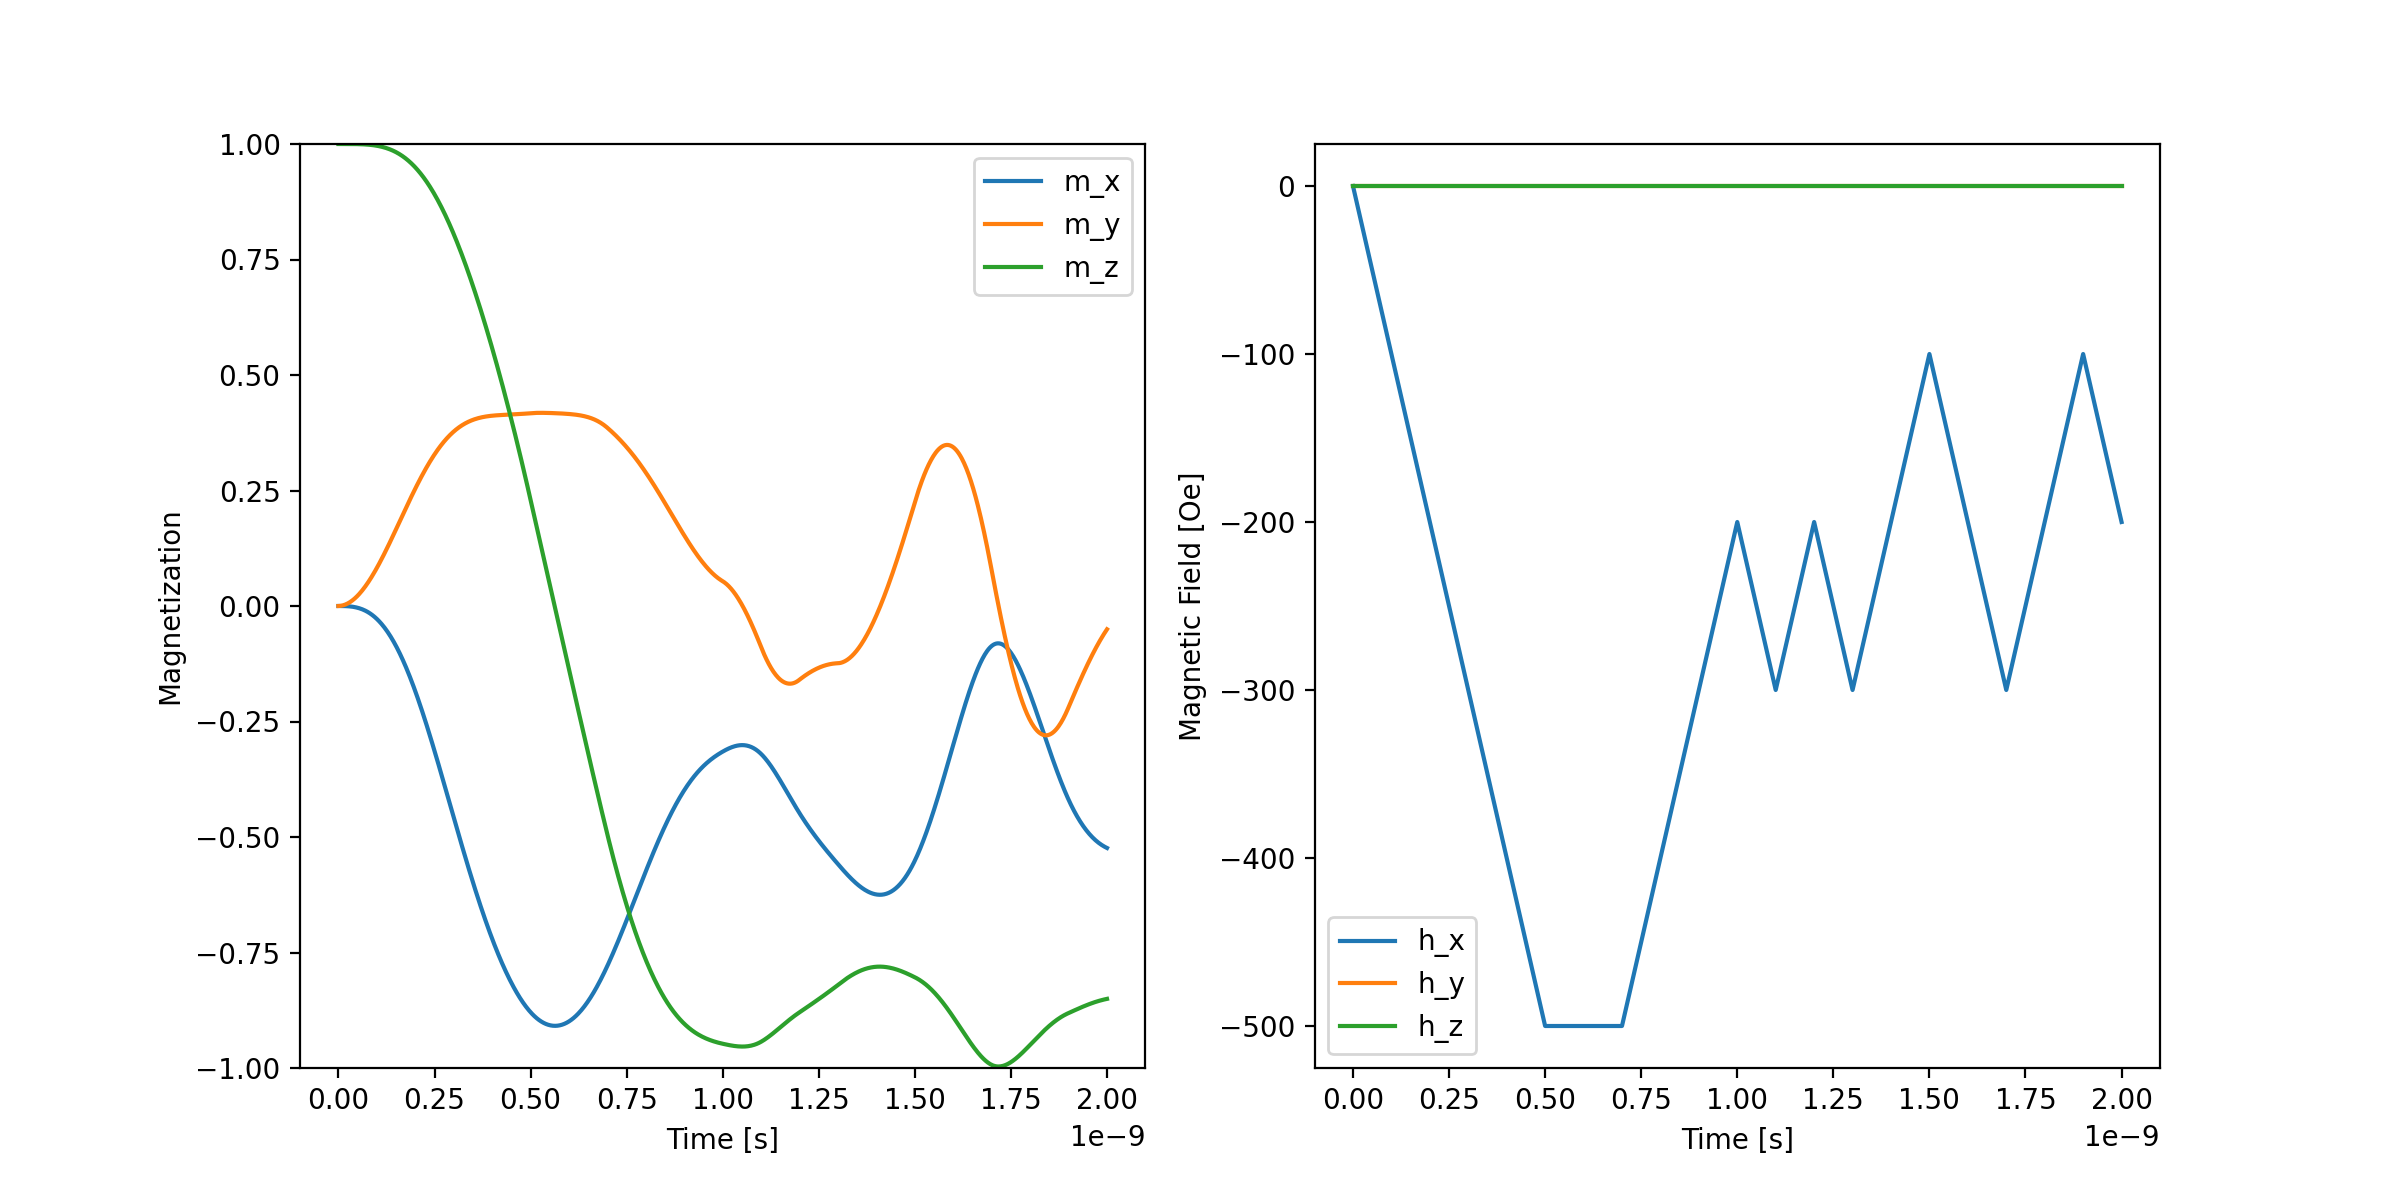 1.00
0.75
0.50
0.25
0.00
−0.25
−0.50
−0.75
−1.00
Magnetization
m_x
m_y
m_z
0.00 0.25 0.50 0.75 1.00 1.25 1.50 1.75 2.00
Time [s]
1e−9
0
−100
−200
−300
−400
−500
Magnetic Field [Oe]
h_x
h_y
h_z
0.00 0.25 0.50 0.75 1.00 1.25 1.50 1.75 2.00
Time [s]
1e−9